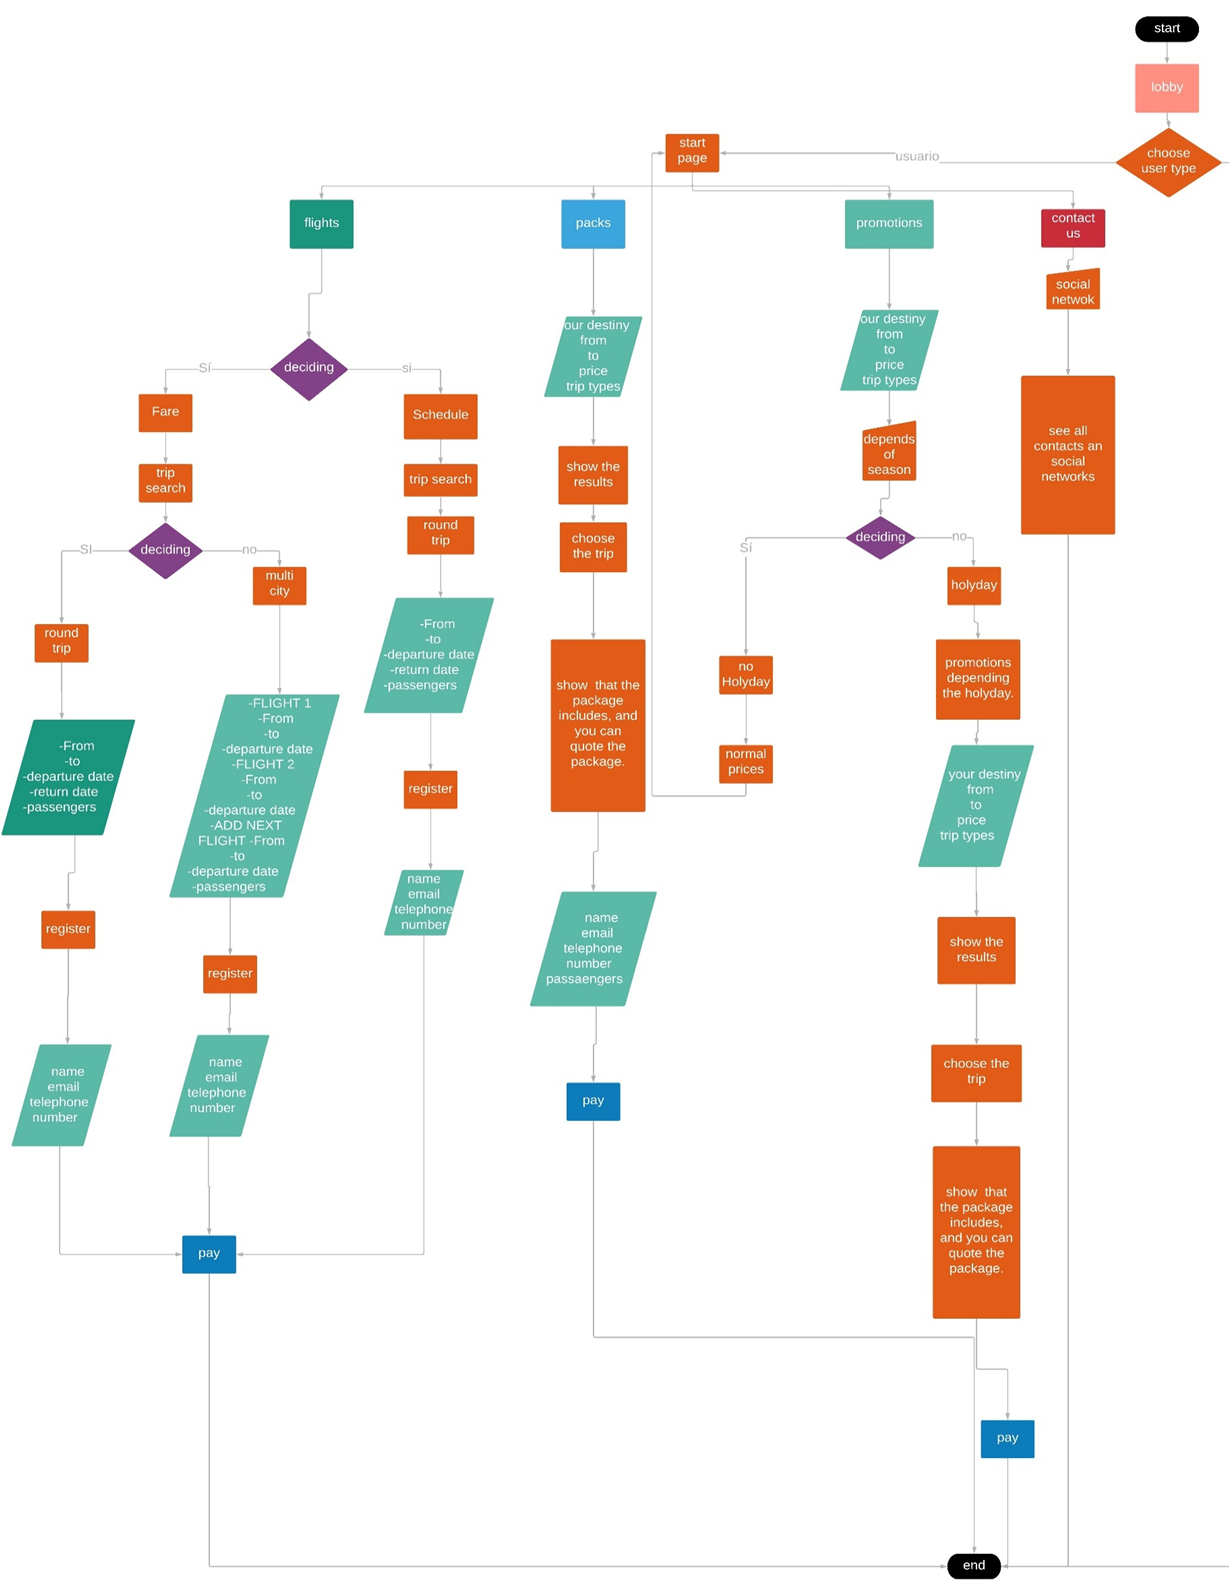 start
lobby
choose
user type
usuario
start
page
flights
packs
promotions
contact
us
social
netwok
see all
contacts an
social
networks
deciding
Sí
si
Fare
trip
search
deciding
SI
no
round
trip
-From
-to
-departure date
-return date
-passengers
register
name
email
telephone
number
multi
city
-FLIGHT 1
-From
-to
-departure date
-FLIGHT 2
-From
-to
-departure date
-ADD NEXT
FLIGHT -From
-to
-departure date
-passengers
register
name
email
telephone
number
Schedule
trip search
round
trip
-From
-to
-departure date
-return date
-passengers
register
name
email
telephone
number
pay
our destiny
from
to
price
trip types
show the
results
choose
the trip
show that the
package
includes, and
you can
quote the
package.
name
email
telephone
number
passaengers
pay
our destiny
from
to
price
trip types
depends
of
season
deciding
Sí
no
no
Holyday
normal
prices
holyday
promotions
depending
the holyday.
your destiny
from
to
price
trip types
show the
results
choose the
trip
show that
the package
includes,
and you can
quote the
package.
pay
end